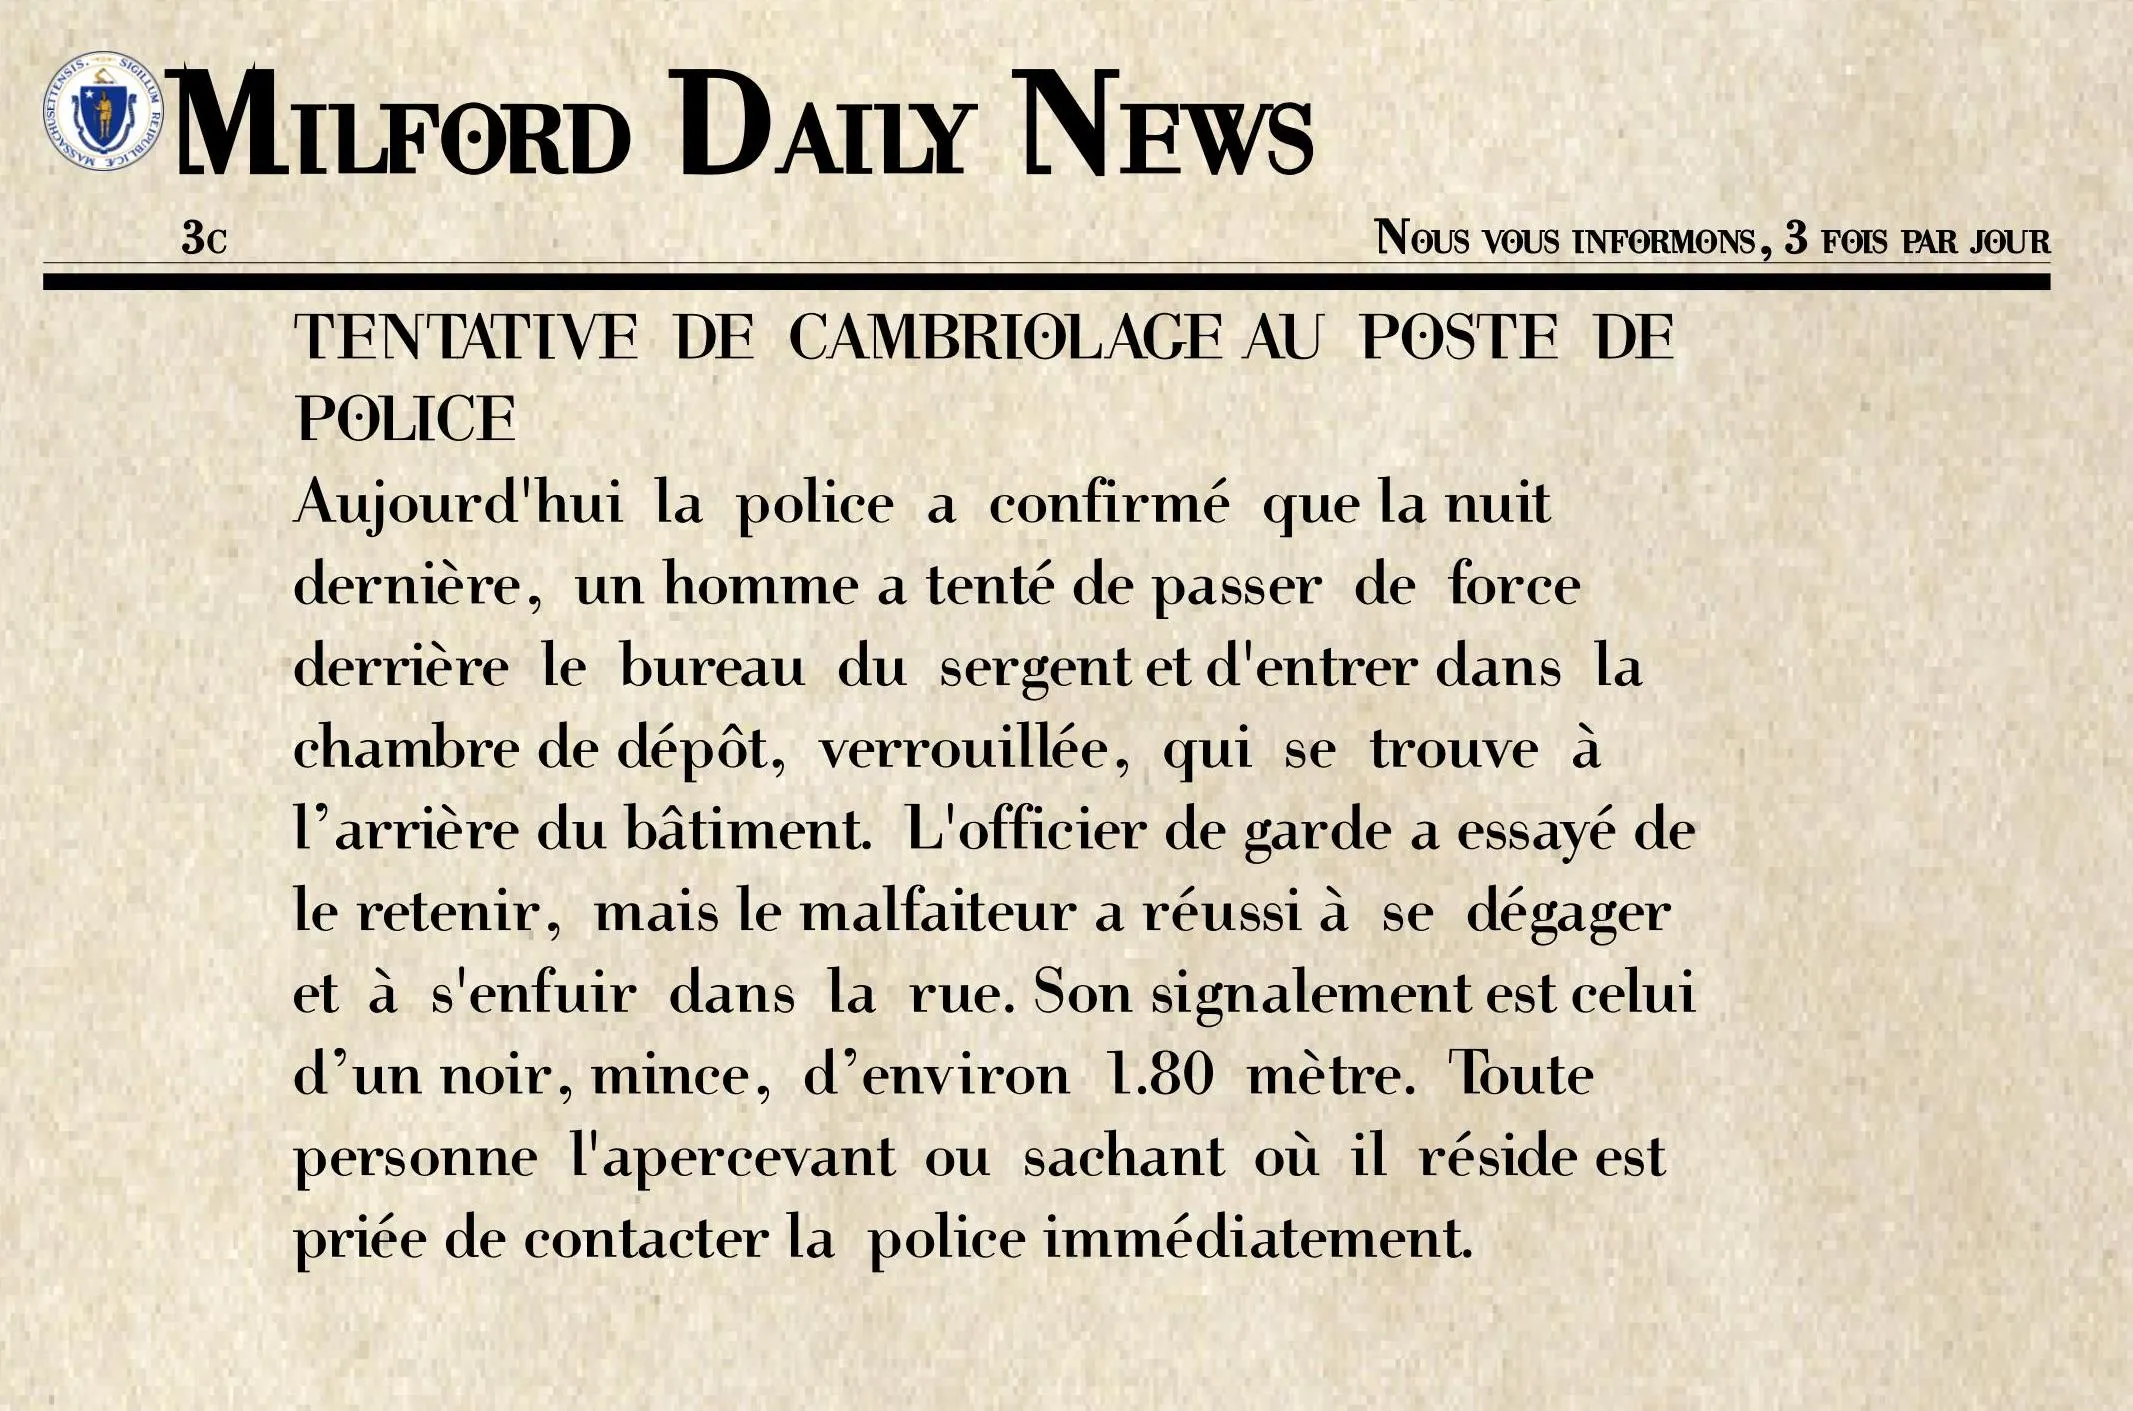 MASSACHUSETTENSIS. SIGILLUM REIPUBLICÆ
MILFORD DAILY NEWS
3C
NOUS VOUS INFORMONS, 3 FOIS PAR JOUR
TENTATIVE DE CAMBRIOLAGE AU POSTE DE
POLICE
Aujourd'hui la police a confirmé que la nuit
dernière, un homme a tenté de passer de force
derrière le bureau du sergent et d'entrer dans la
chambre de dépôt, verrouillée, qui se trouve à
l’arrière du bâtiment. L'officier de garde a essayé de
le retenir, mais le malfaiteur a réussi à se dégager
et à s'enfuir dans la rue. Son signalement est celui
d’un noir, mince, d’environ 1.80 mètre. Toute
personne l'apercevant ou sachant où il réside est
priée de contacter la police immédiatement.